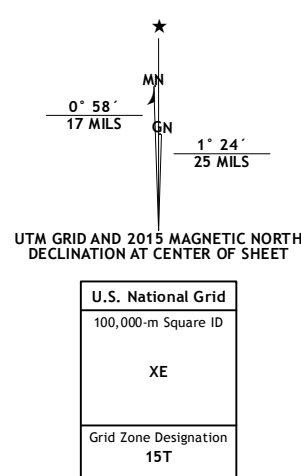 ★
MN
GN
0° 58´
17 MILS
1° 24´
25 MILS
UTM GRID AND 2015 MAGNETIC NORTH
DECLINATION AT CENTER OF SHEET
U.S. National Grid
100,000-m Square ID
XE
Grid Zone Designation
15T